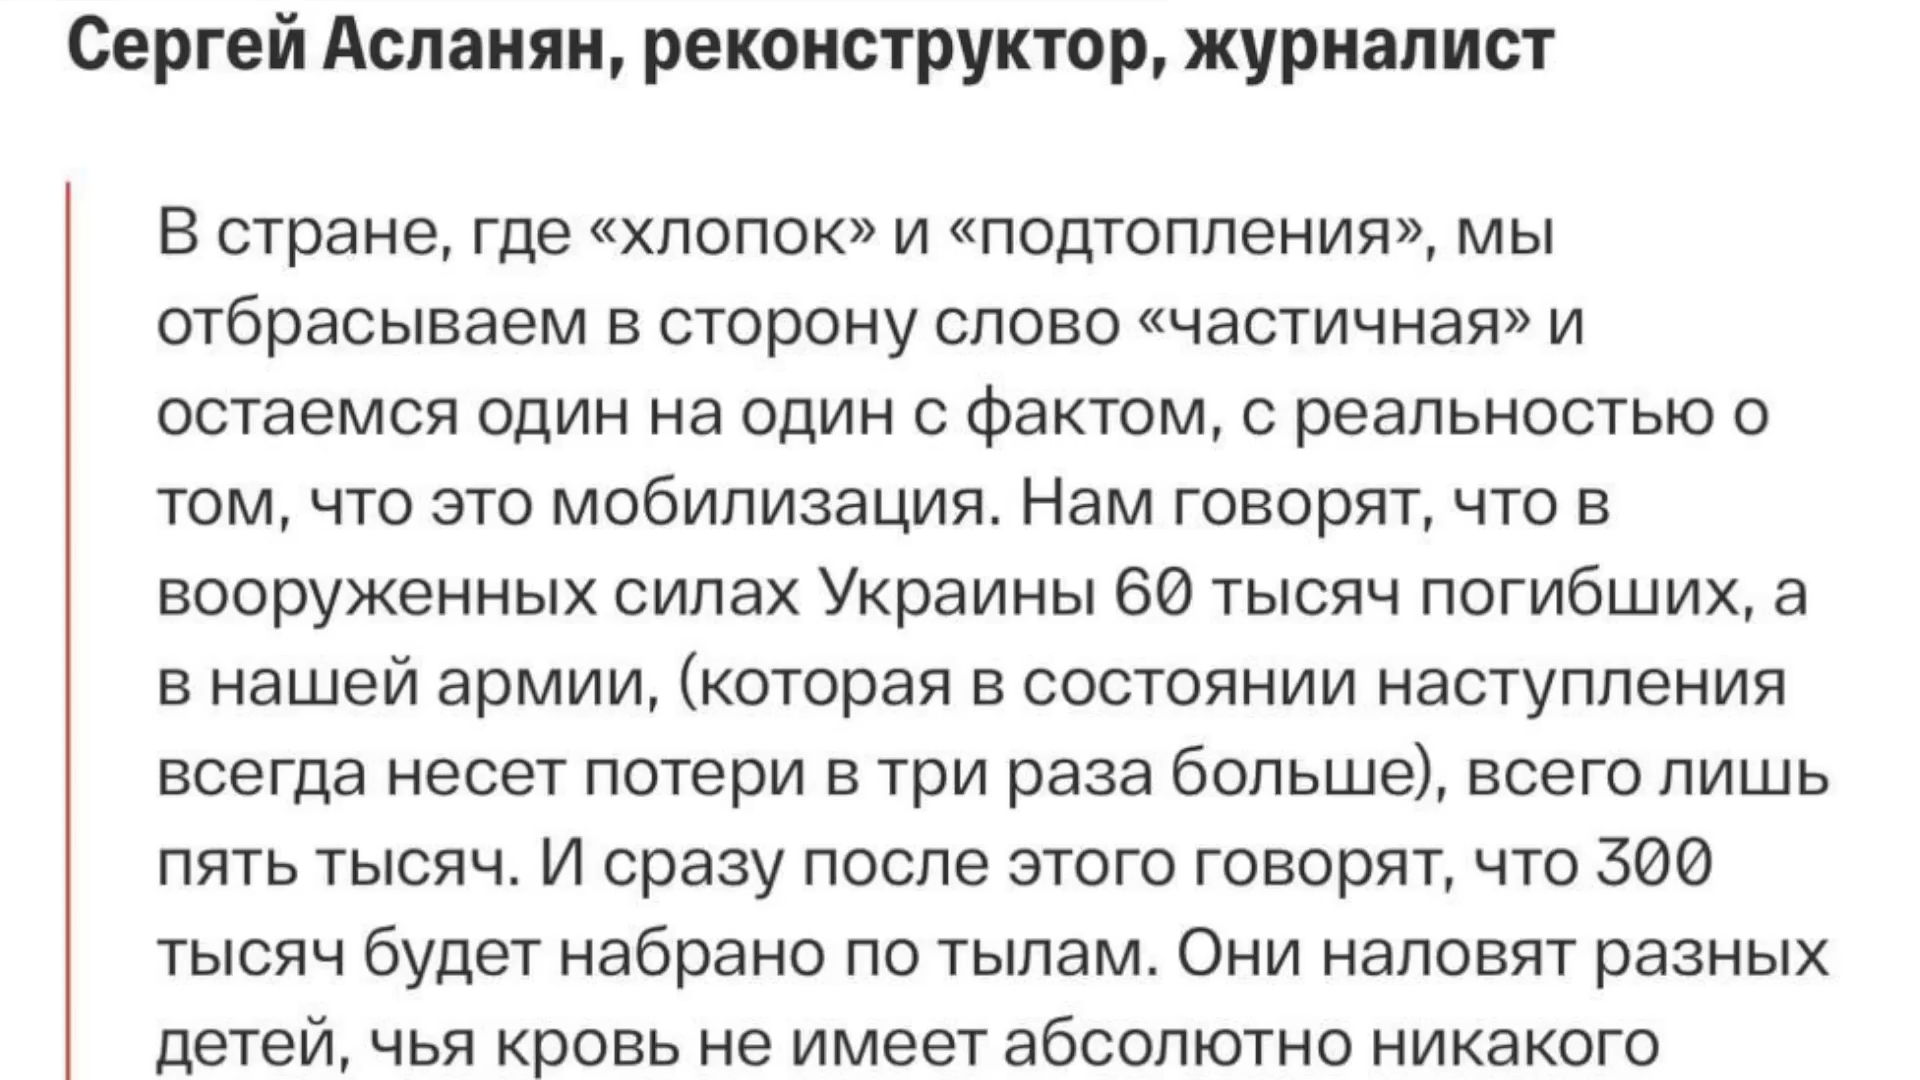 Сергей Асланян, реконструктор, журналист
В стране, где «хлопок» и «подтопления», мы
отбрасываем в сторону слово «частичная» и
остаемся один на один с фактом, с реальностью о
том, что это мобилизация. Нам говорят, что в
вооруженных силах Украины 60 тысяч погибших, а
в нашей армии, (которая в состоянии наступления
всегда несет потери в три раза больше), всего лишь
пять тысяч. И сразу после этого говорят, что 300
тысяч будет набрано по тылам. Они наловят разных
детей, чья кровь не имеет абсолютно никакого